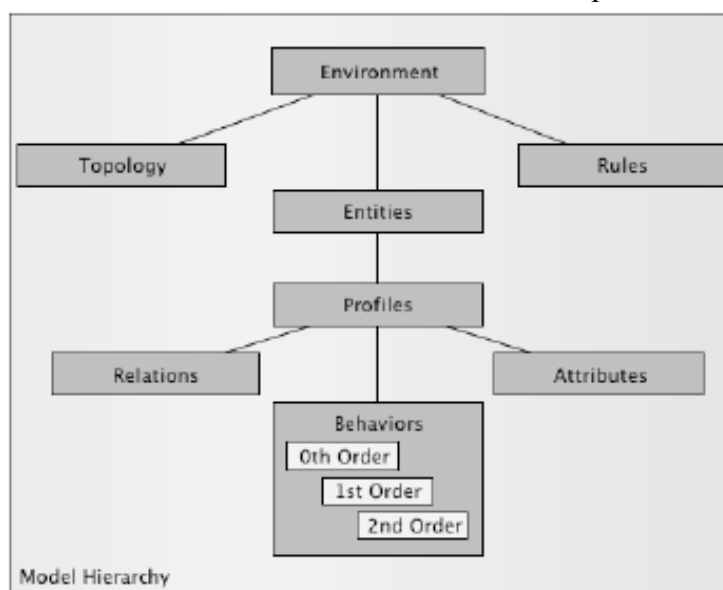 Environment
Topology
Rules
Entities
Profiles
Relations
Attributes
Behaviors
0th Order
1st Order
2nd Order
Model Hierarchy